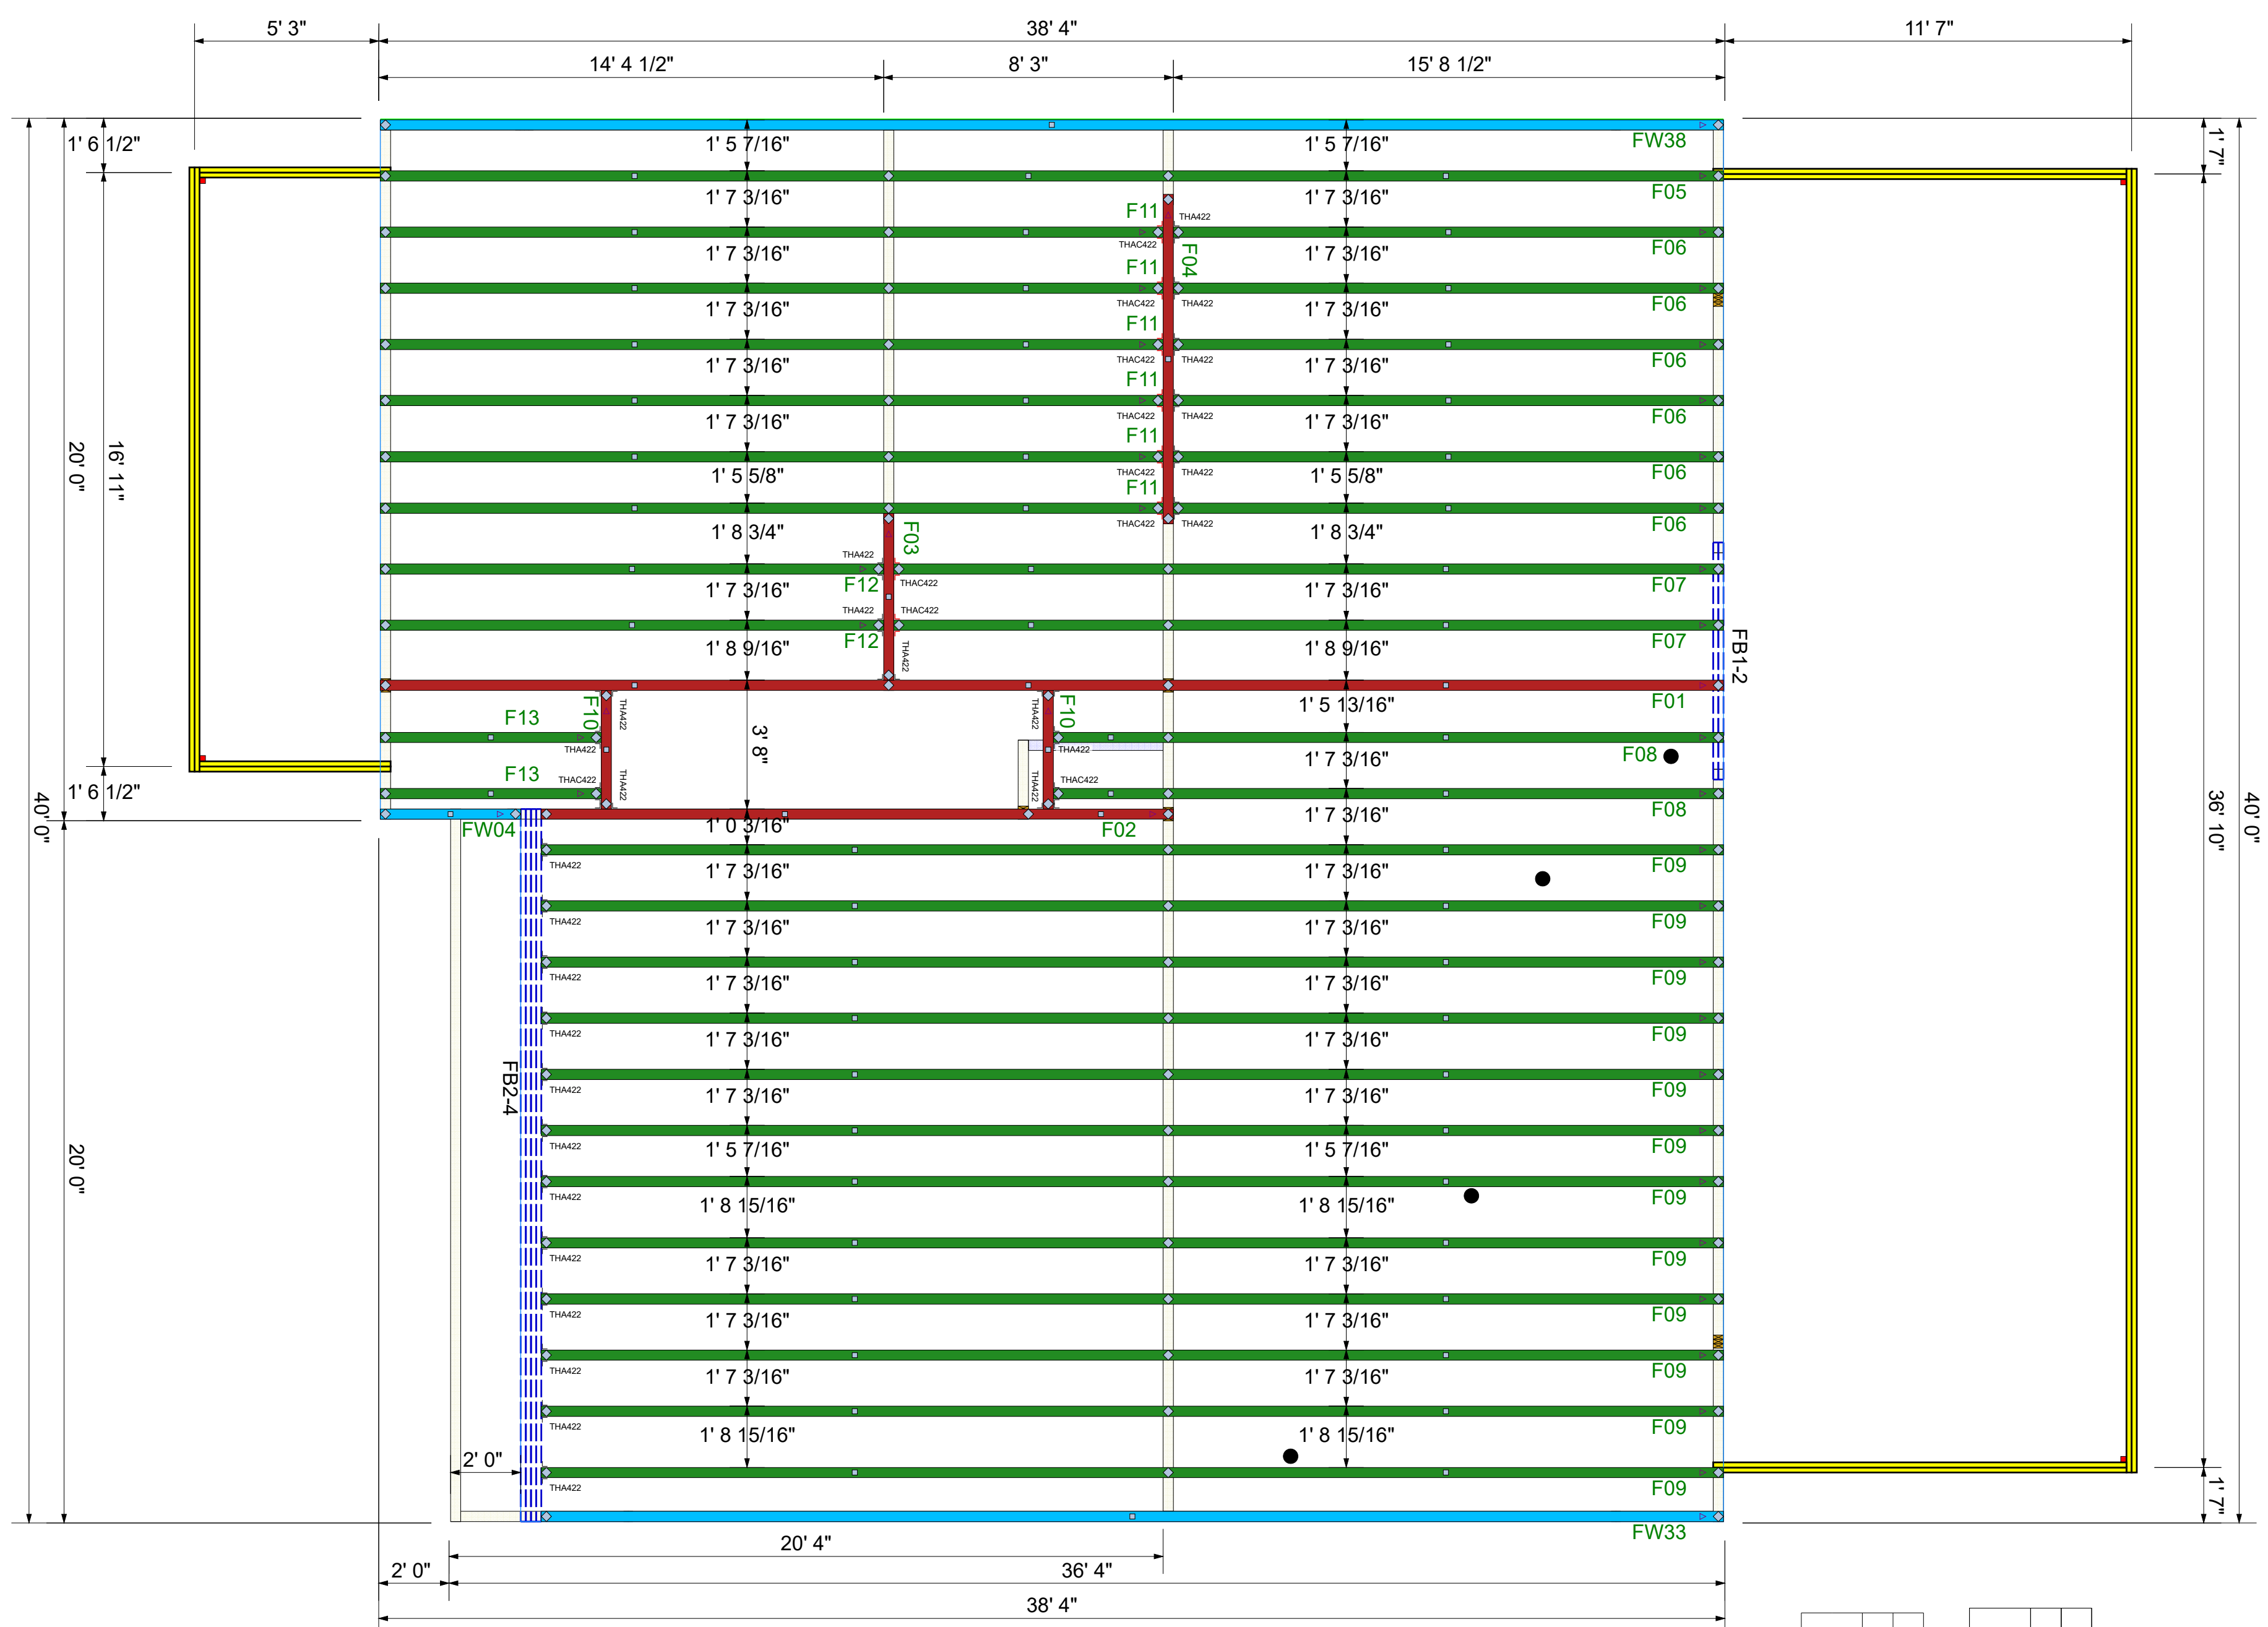 5' 3" 38' 4" 11' 7"
14' 4 1/2" 8' 3" 15' 8 1/2"
1' 6 1/2" 1' 5 7/16" 1' 5 7/16" FW38 1' 7"
1' 7 3/16" 1' 7 3/16" F05
F11 THA422
THAC422 F04 F06
1' 7 3/16" 1' 7 3/16"
F11
THAC422 THA422 F06
1' 7 3/16" 1' 7 3/16"
F11
THAC422 THA422 F06
1' 7 3/16" 1' 7 3/16"
F11
THAC422 THA422 F06
1' 7 3/16" 1' 7 3/16"
F11
20' 0" 16' 11"
THAC422 THA422 F06
1' 5 5/8" 1' 5 5/8"
F11
THAC422 THA422 F06
1' 8 3/4" F03 1' 8 3/4"
THA422
F12 THAC422 F07
1' 7 3/16" 1' 7 3/16"
THA422 THAC422
F12 F07
1' 8 9/16" THA422 1' 8 9/16" FB1-2
F01
F13 F10 THA422 THA422 F10 1' 5 13/16"
3' 8"
THA422 THA422 F08
1' 7 3/16"
F13 THAC422 THA422 THA422 THAC422
1' 6 1/2" F08
40' 0" 36' 10" 40' 0"
FW04 1' 0 3/16" F02 1' 7 3/16"
THA422 F09
1' 7 3/16" 1' 7 3/16"
THA422 F09
1' 7 3/16" 1' 7 3/16"
THA422 F09
1' 7 3/16" 1' 7 3/16"
THA422 F09
1' 7 3/16" 1' 7 3/16"
FB2-4
THA422 F09
1' 7 3/16" 1' 7 3/16"
THA422 F09
20' 0" 1' 5 7/16" 1' 5 7/16"
THA422 F09
1' 8 15/16" 1' 8 15/16"
THA422 F09
1' 7 3/16" 1' 7 3/16"
THA422 F09
1' 7 3/16" 1' 7 3/16"
THA422 F09
1' 7 3/16" 1' 7 3/16"
THA422 F09
1' 8 15/16" 1' 8 15/16"
2' 0"
THA422 F09
1' 7"
FW33
20' 4"
2' 0" 36' 4"
38' 4"